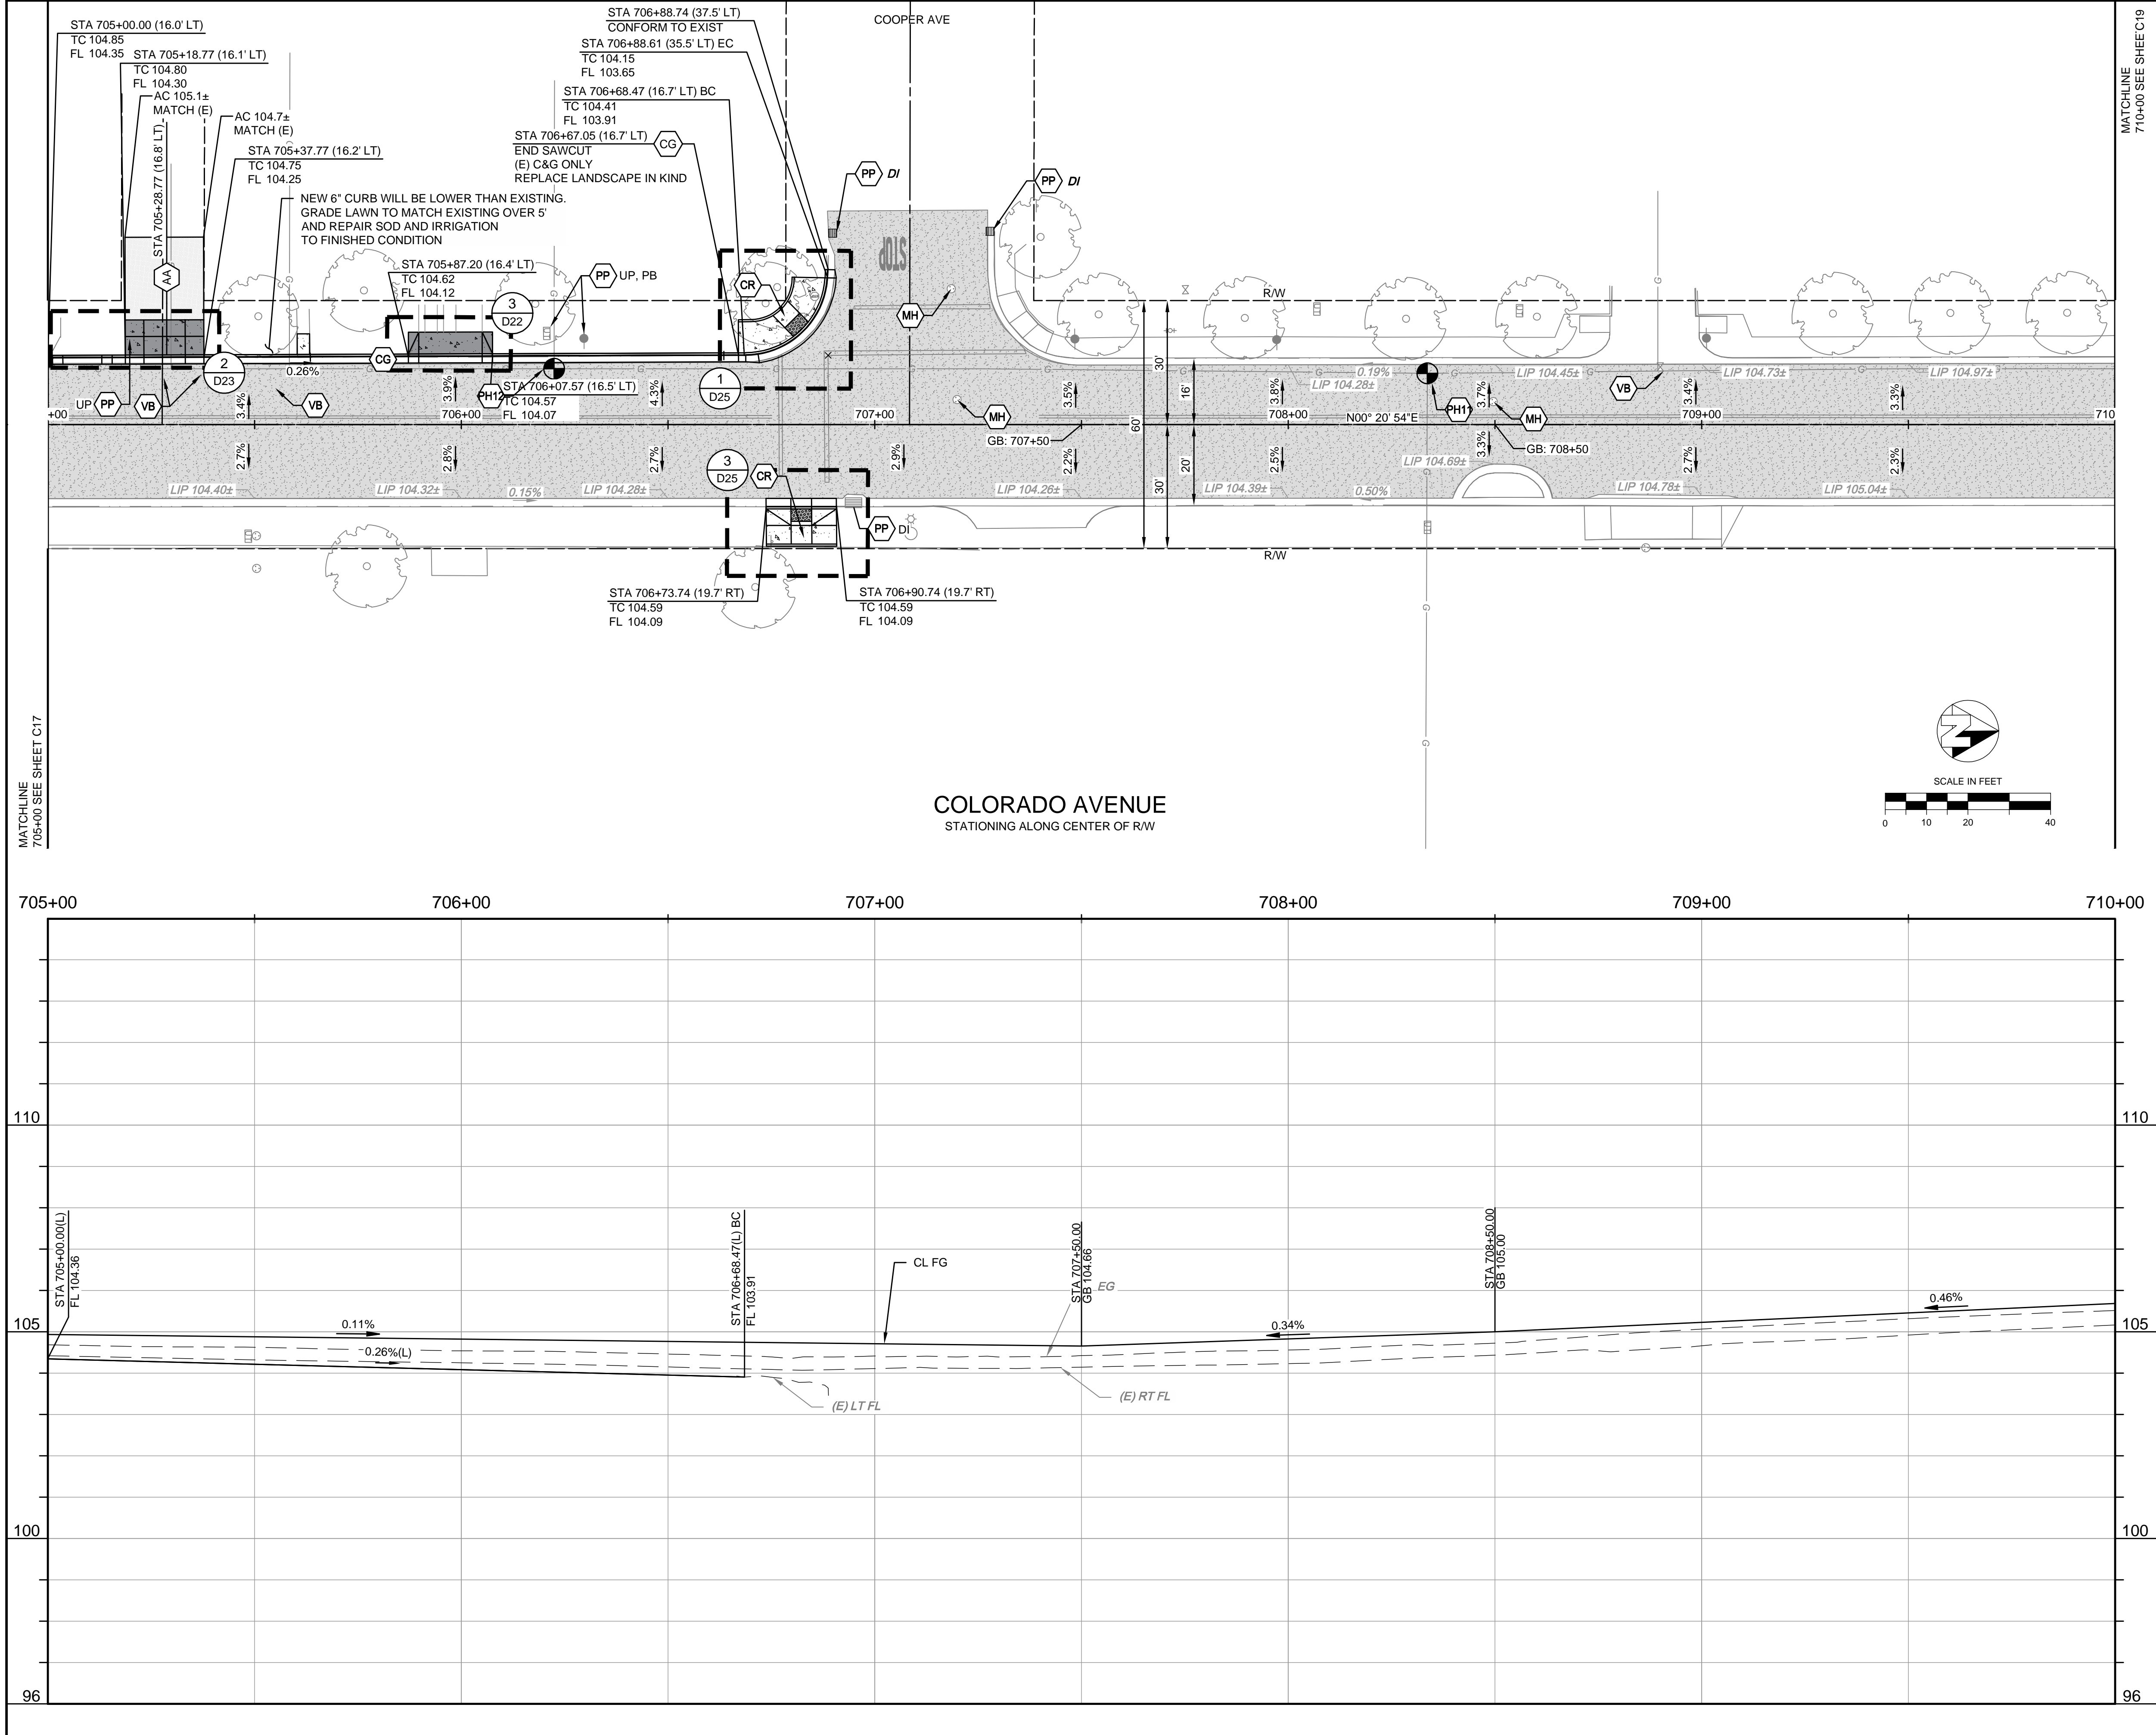 STA 705+00.00 (16.0' LT)
TC 104.85
FL 104.35
STA 705+18.77 (16.1' LT)
TC 104.80
FL 104.30
AC 105.1±
MATCH (E)
STA 705+28.77 (16.8' LT)
AA
AC 104.7±
MATCH (E)
STA 705+37.77 (16.2' LT)
TC 104.75
FL 104.25
NEW 6" CURB WILL BE LOWER THAN EXISTING.
GRADE LAWN TO MATCH EXISTING OVER 5'
AND REPAIR SOD AND IRRIGATION
TO FINISHED CONDITION
STA 705+87.20 (16.4' LT)
TC 104.62
FL 104.12
3
D22
STA 706+88.74 (37.5' LT)
CONFORM TO EXIST
STA 706+88.61 (35.5' LT) EC
TC 104.15
FL 103.65
STA 706+68.47 (16.7' LT) BC
TC 104.41
FL 103.91
STA 706+67.05 (16.7' LT)
CG
END SAWCUT
(E) C&G ONLY
REPLACE LANDSCAPE IN KIND
COOPER AVE
PP DI
PP DI
STOP
PP UP, PB
CR
MH
R/W
MATCHLINE
710+00 SEE SHEET C19
2
D23
0.26%
CG
1
D25
UP PP
VB
VB
PH12
STA 706+07.57 (16.5' LT)
TC 104.57
FL 104.07
3.4%
3.9%
4.3%
3.5%
3.8%
3.7%
3.4%
3.3%
0.19%
LIP 104.28±
LIP 104.45±
LIP 104.73±
LIP 104.97±
30'
16'
60'
20'
30'
MH
PH11
MH
VB
+00
706+00
707+00
708+00
N00° 20' 54"E
709+00
710
GB: 707+50
GB: 708+50
2.7%
2.8%
2.7%
2.9%
2.2%
2.5%
3.3%
2.7%
2.3%
LIP 104.69±
LIP 104.40±
LIP 104.32±
0.15%
LIP 104.28±
LIP 104.26±
LIP 104.39±
0.50%
LIP 104.78±
LIP 105.04±
3
D25
CR
PP DI
R/W
STA 706+73.74 (19.7' RT)
TC 104.59
FL 104.09
STA 706+90.74 (19.7' RT)
TC 104.59
FL 104.09
MATCHLINE
705+00 SEE SHEET C17
COLORADO AVENUE
STATIONING ALONG CENTER OF R/W
N
SCALE IN FEET
0 10 20 40
705+00 706+00 707+00 708+00 709+00 710+00
110 110
STA 705+00.00(L)
FL 104.36
STA 706+68.47(L) BC
FL 103.91
CL FG
STA 707+50.00
GB 104.66
EG
STA 708+50.00
GB 105.00
0.46%
0.34%
0.11%
105 105
0.26%(L)
(E) LT FL
(E) RT FL
100 100
96 96